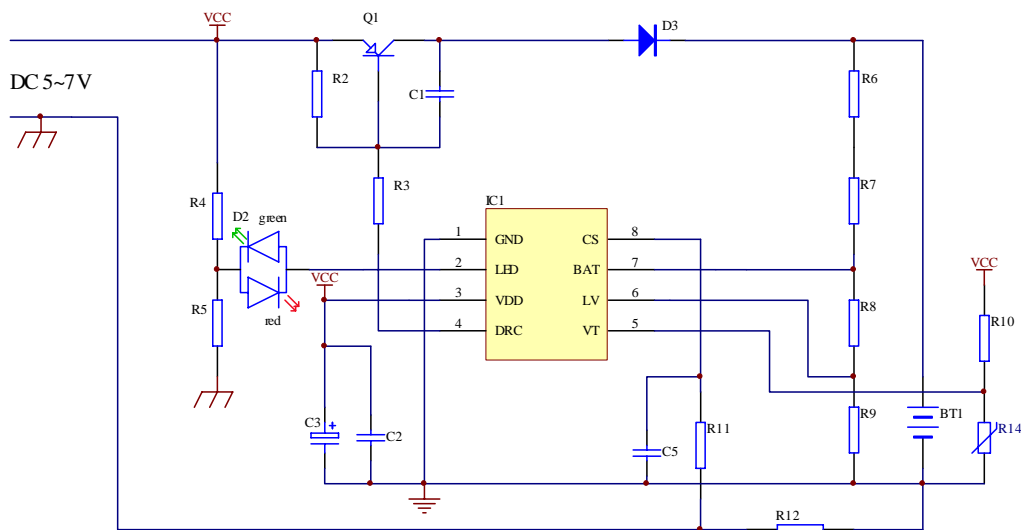 VCC
Q1
D3
DC 5~7V
R2
C1
R6
R3
R7
R4
D2
green
IC1
1
GND
CS
8
2
LED
BAT
7
VCC
3
VDD
LV
6
4
DRC
VT
5
R5
red
R8
VCC
R10
C3
+
C2
C5
R11
R9
BT1
R14
R12